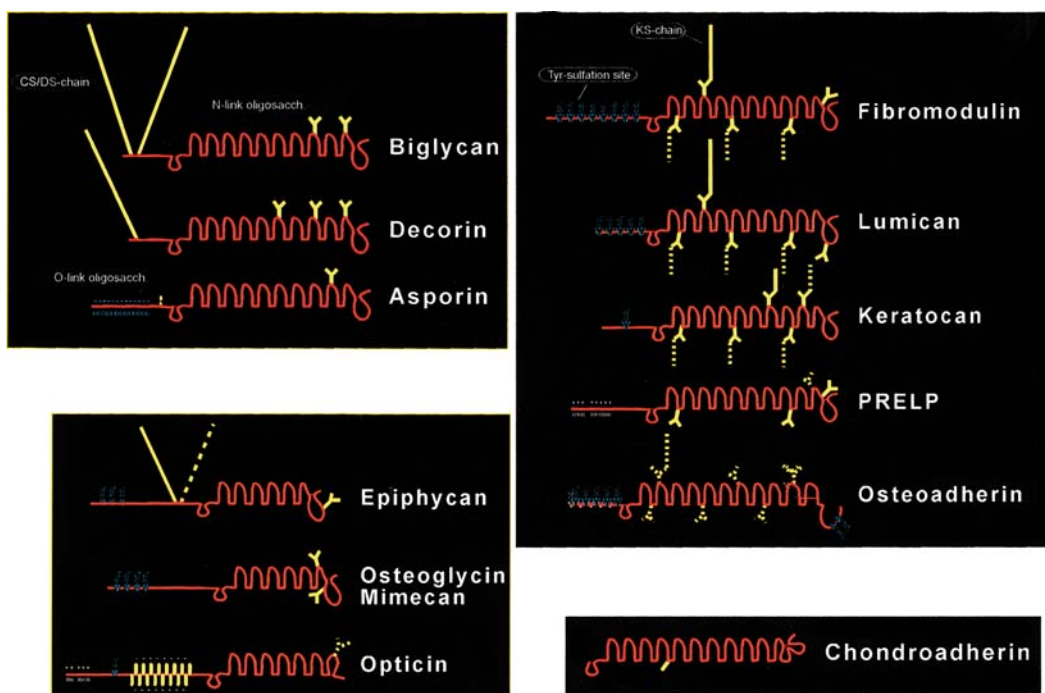 CS/DS-chain
N-link oligosacch.
Biglycan
Decorin
O-link oligosacch.
Asporin
KS-chain
Tyr-sulfation site
Fibromodulin
Lumican
Keratocan
PRELP
Osteoadherin
Epiphycan
Osteoglycin
Mimecan
Opticin
Chondroadherin